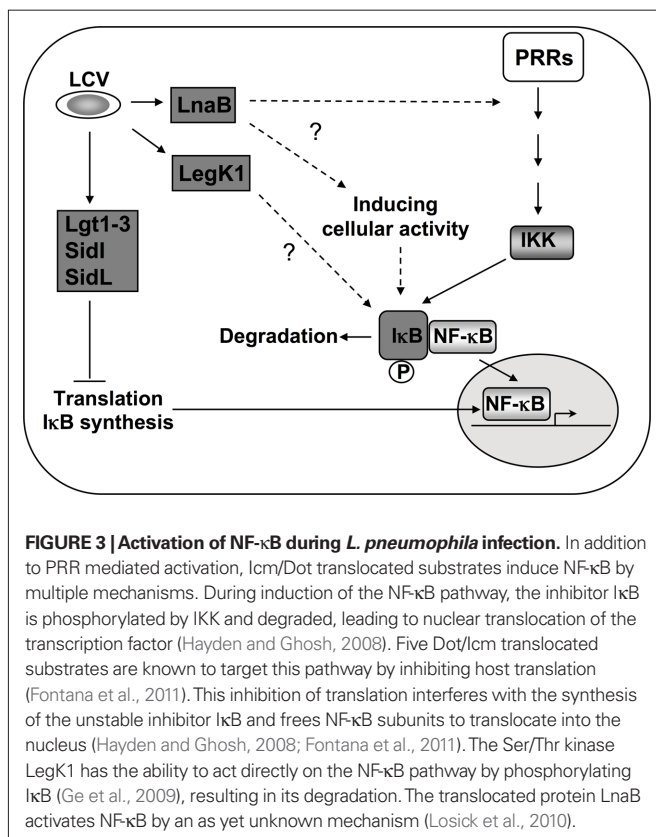 PRRs
LCV
LnaB
?
LegK1
Inducing
cellular activity
Lgt1-3
SidI
SidL
?
IKK
Degradation
IκB
NF-κB
P
Translation
IκB synthesis
NF-κB
FIGURE 3 | Activation of NF-κB during L. pneumophila infection. In addition
to PRR mediated activation, Icm/Dot translocated substrates induce NF-κB by
multiple mechanisms. During induction of the NF-κB pathway, the inhibitor IκB
is phosphorylated by IKK and degraded, leading to nuclear translocation of the
transcription factor (Hayden and Ghosh, 2008). Five Dot/Icm translocated
substrates are known to target this pathway by inhibiting host translation
(Fontana et al., 2011). This inhibition of translation interferes with the synthesis
of the unstable inhibitor IκB and frees NF-κB subunits to translocate into the
nucleus (Hayden and Ghosh, 2008; Fontana et al., 2011). The Ser/Thr kinase
LegK1 has the ability to act directly on the NF-κB pathway by phosphorylating
IκB (Ge et al., 2009), resulting in its degradation. The translocated protein LnaB
activates NF-κB by an as yet unknown mechanism (Losick et al., 2010).